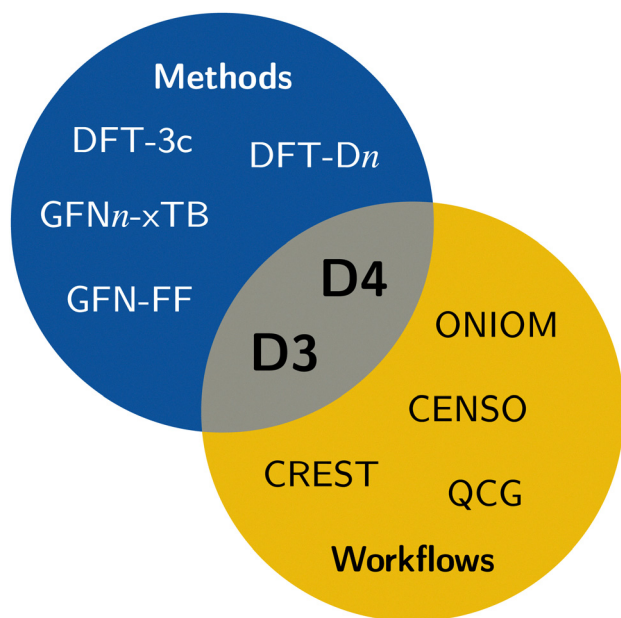 Methods
DFT-3c
DFT-Dn
GFNn-xTB
GFN-FF
D4
D3
ONIOM
CENSO
CREST
QCG
Workflows